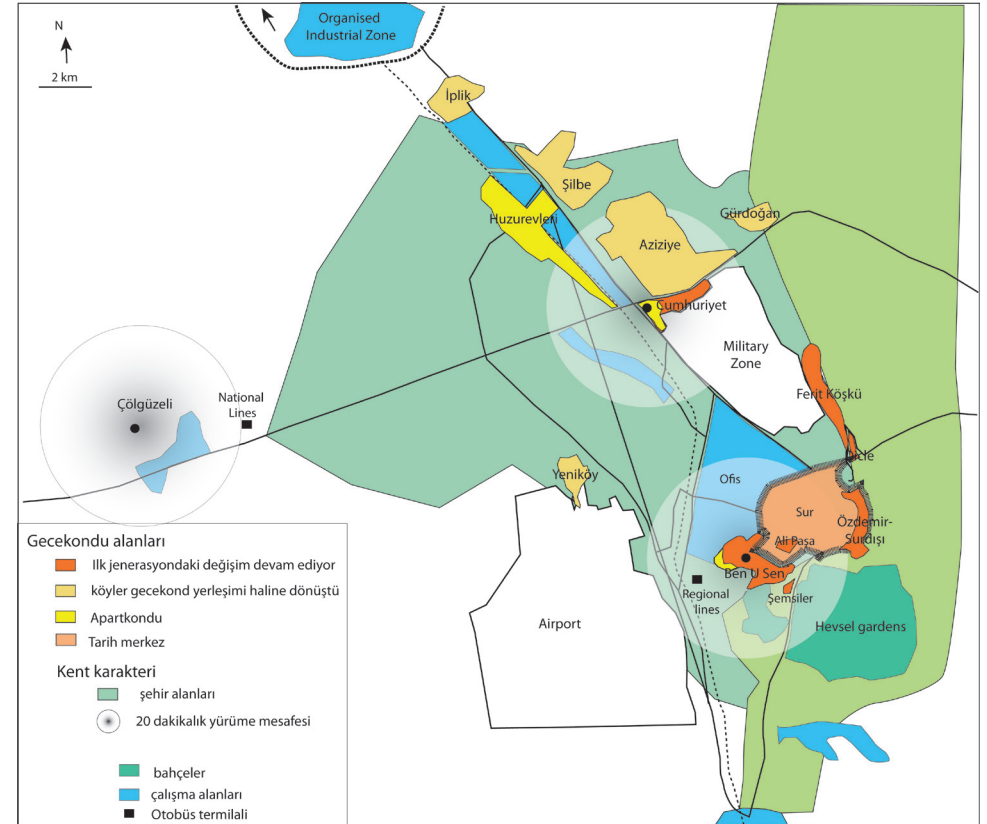 Organised
Industrial Zone
N
2 km
İplik
Şilbe
Huzurevleri
Gürdoğan
Aziziye
Cumhuriyet
Military
Zone
Ferit Köşkü
Çölgüzeli
National
Lines
Dicle
Yeniköy
Ofis
Sur
Özdemir-
Surdışı
Ali Paşa
Ben U Sen
Regional
lines
Şemsiler
Hevsel gardens
Airport
Gecekondu alanları
Ilk jenerasyondaki değişim devam ediyor
köyler gecekond yerleşimi haline dönüştü
Apartkondu
Tarih merkez
Kent karakteri
şehir alanları
20 dakikalık yürüme mesafesi
bahçeler
çalışma alanları
Otobüs termilali